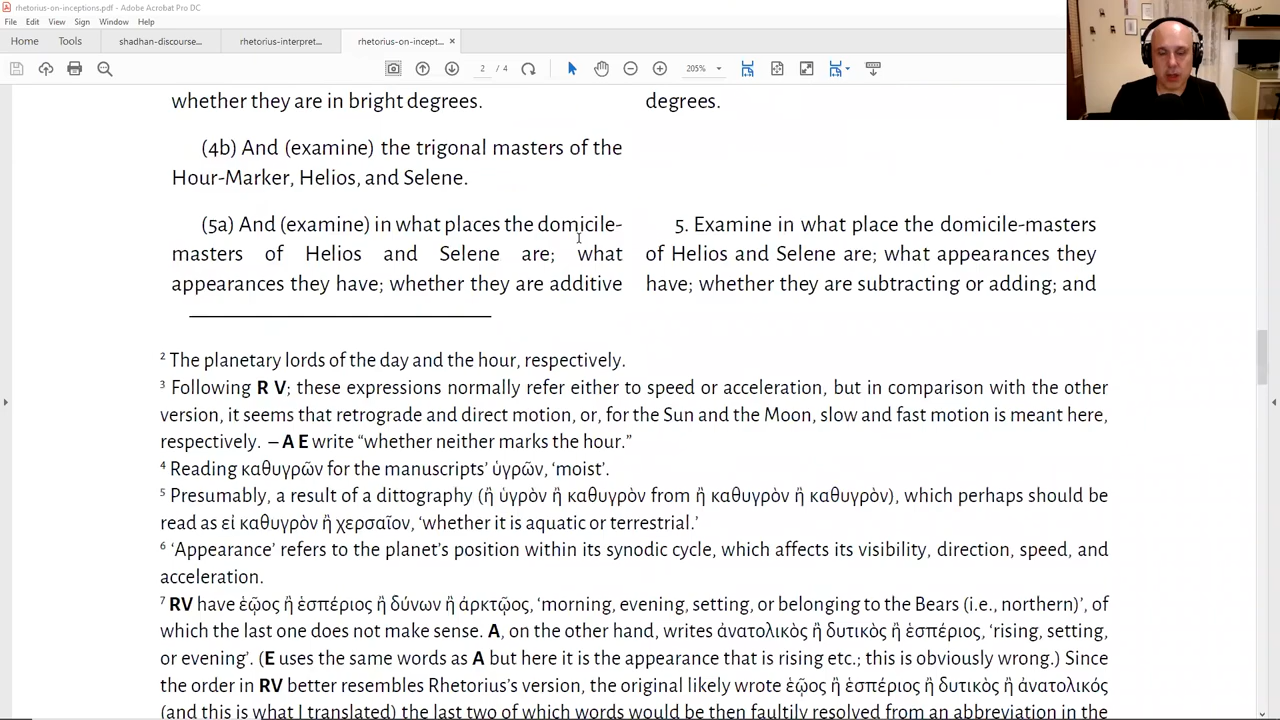 rhetorius-on-inceptions.pdf - Adobe Acrobat Pro DC
File Edit View Sign Window Help
Home Tools shadhan-discourse... rhetorius-interpret... rhetorius-on-incept... ×
2 / 4 205%
whether they are in bright degrees.
degrees.
(4b) And (examine) the trigonal masters of the
Hour-Marker, Helios, and Selene.
(5a) And (examine) in what places the domicile-
masters of Helios and Selene are; what
appearances they have; whether they are additive
5. Examine in what place the domicile-masters
of Helios and Selene are; what appearances they
have; whether they are subtracting or adding; and
2 The planetary lords of the day and the hour, respectively.
3 Following R V; these expressions normally refer either to speed or acceleration, but in comparison with the other
version, it seems that retrograde and direct motion, or, for the Sun and the Moon, slow and fast motion is meant here,
respectively. – A E write “whether neither marks the hour.”
4 Reading καθυγρῶν for the manuscripts’ ὑγρῶν, ‘moist’.
5 Presumably, a result of a dittography (ἢ ὑγρὸν ἢ καθυγρὸν from ἢ καθυγρὸν ἢ καθυγρὸν), which perhaps should be
read as εἰ καθυγρὸν ἢ χερσαῖον, ‘whether it is aquatic or terrestrial.’
6 ‘Appearance’ refers to the planet’s position within its synodic cycle, which affects its visibility, direction, speed, and
acceleration.
7 RV have ἑῷος ἢ ἑσπέριος ἢ δύνων ἢ ἀρκτῷος, ‘morning, evening, setting, or belonging to the Bears (i.e., northern)’, of
which the last one does not make sense. A, on the other hand, writes ἀνατολικὸς ἢ δυτικὸς ἢ ἑσπέριος, ‘rising, setting,
or evening’. (E uses the same words as A but here it is the appearance that is rising etc.; this is obviously wrong.) Since
the order in RV better resembles Rhetorius’s version, the original likely wrote ἑῷος ἢ ἑσπέριος ἢ δυτικὸς ἢ ἀνατολικός
(and this is what I translated) the last two of which words would be then faultily resolved from an abbreviation in the